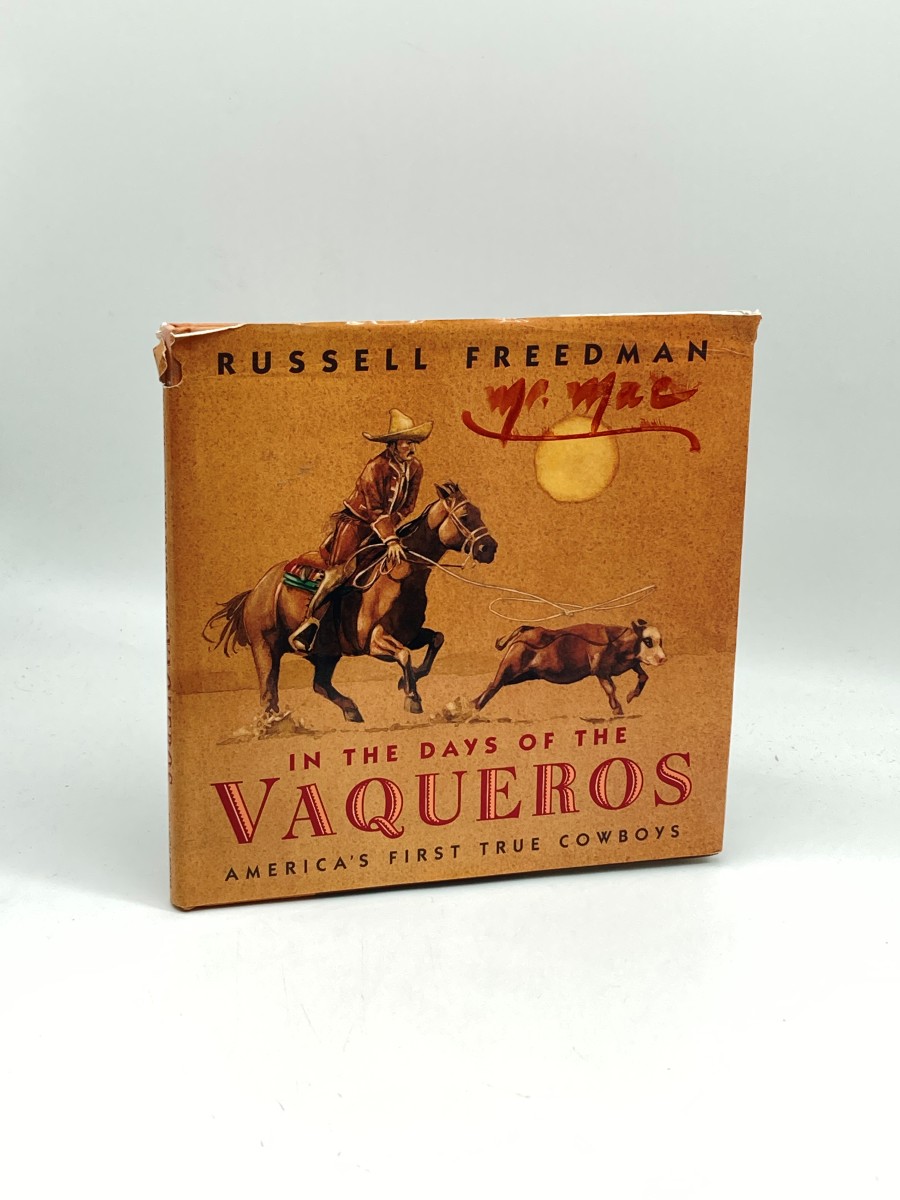 RUSSELL FREEDMAN
Mr. Mac
IN THE DAYS OF THE
VAQUEROS
AMERICA'S FIRST TRUE COWBOYS